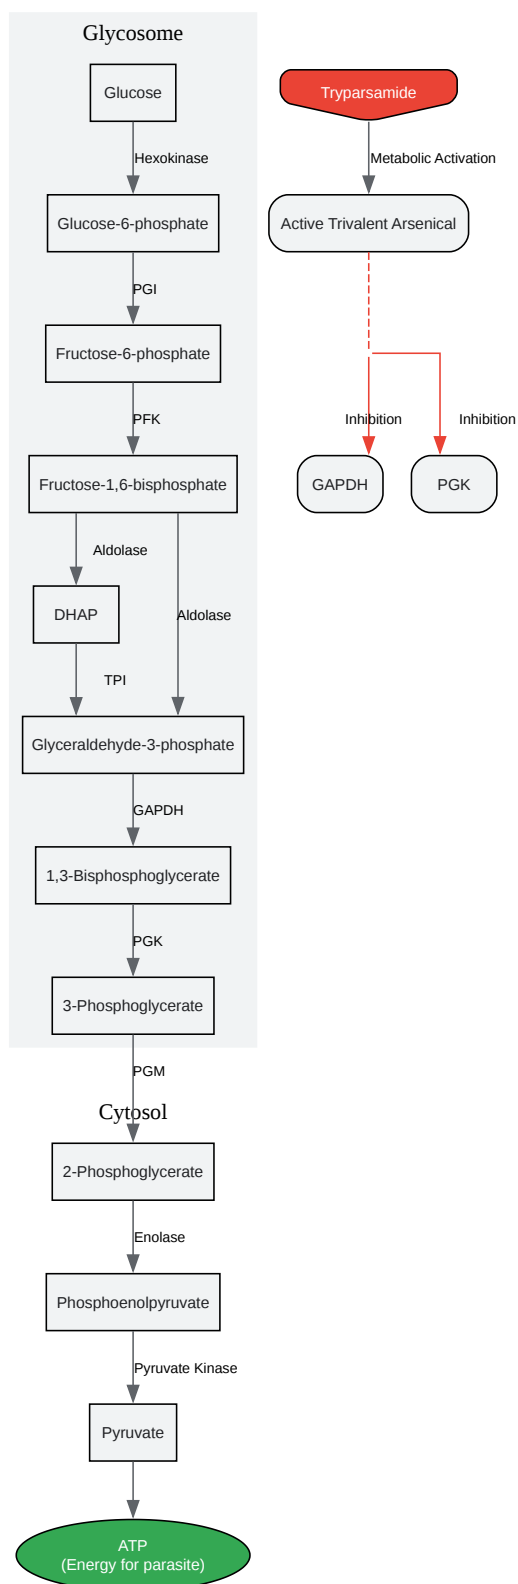 Glycosome
Glucose
Hexokinase
Glucose-6-phosphate
PGI
Fructose-6-phosphate
PFK
Fructose-1,6-bisphosphate
Aldolase
DHAP
Aldolase
TPI
Glyceraldehyde-3-phosphate
GAPDH
1,3-Bisphosphoglycerate
PGK
3-Phosphoglycerate
PGM
Cytosol
2-Phosphoglycerate
Enolase
Phosphoenolpyruvate
Pyruvate Kinase
Pyruvate
ATP
(Energy for parasite)
Tryparsamide
Metabolic Activation
Active Trivalent Arsenical
Inhibition
Inhibition
GAPDH
PGK